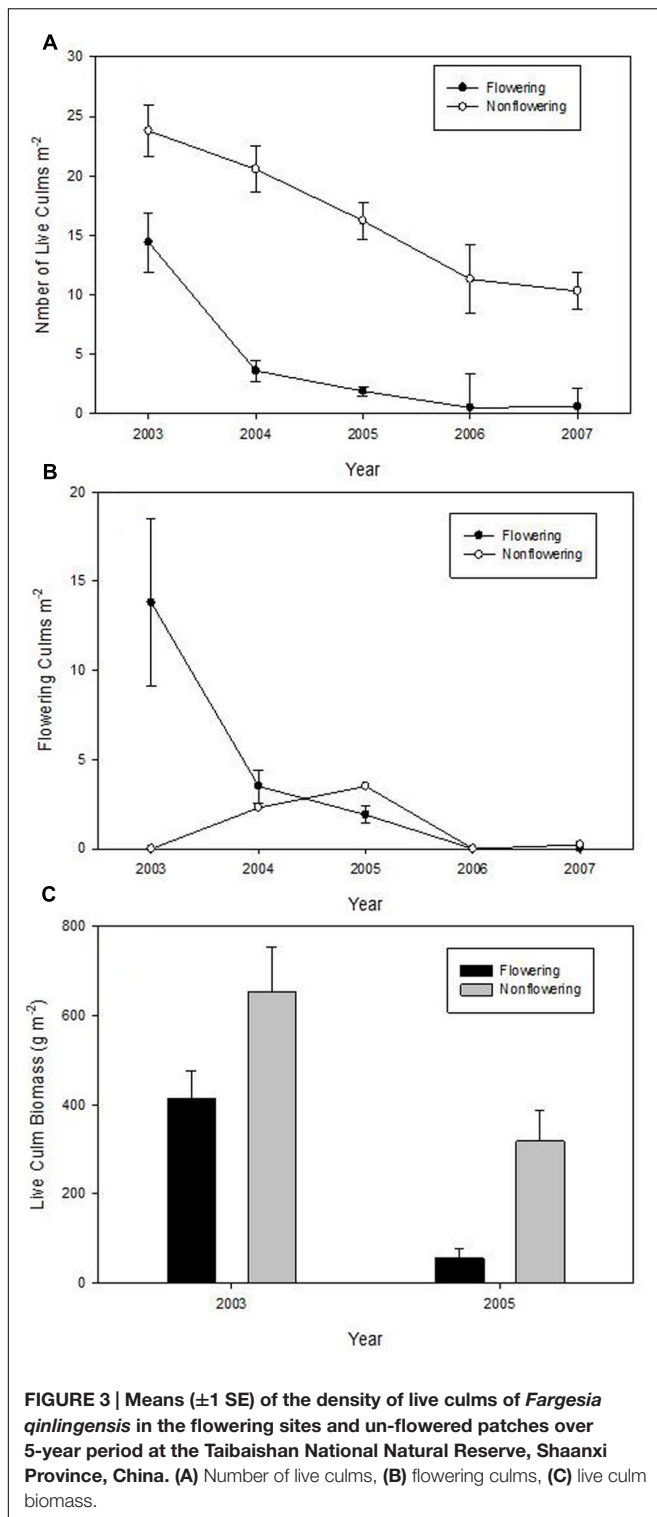 A
30
25
20
15
10
5
0
Nmber of Live Culms m-2
Flowering
Nonflowering
2003 2004 2005 2006 2007
Year
B
20
15
10
5
0
Flowering Culms m-2
Flowering
Nonflowering
2003 2004 2005 2006 2007
Year
C
800
600
400
200
0
Live Culm Biomass (g m-2)
Flowering
Nonflowering
2003 2005
Year
FIGURE 3 | Means (±1 SE) of the density of live culms of Fargesia
qinlingensis in the flowering sites and un-flowered patches over
5-year period at the Taibaishan National Natural Reserve, Shaanxi
Province, China. (A) Number of live culms, (B) flowering culms, (C) live culm
biomass.